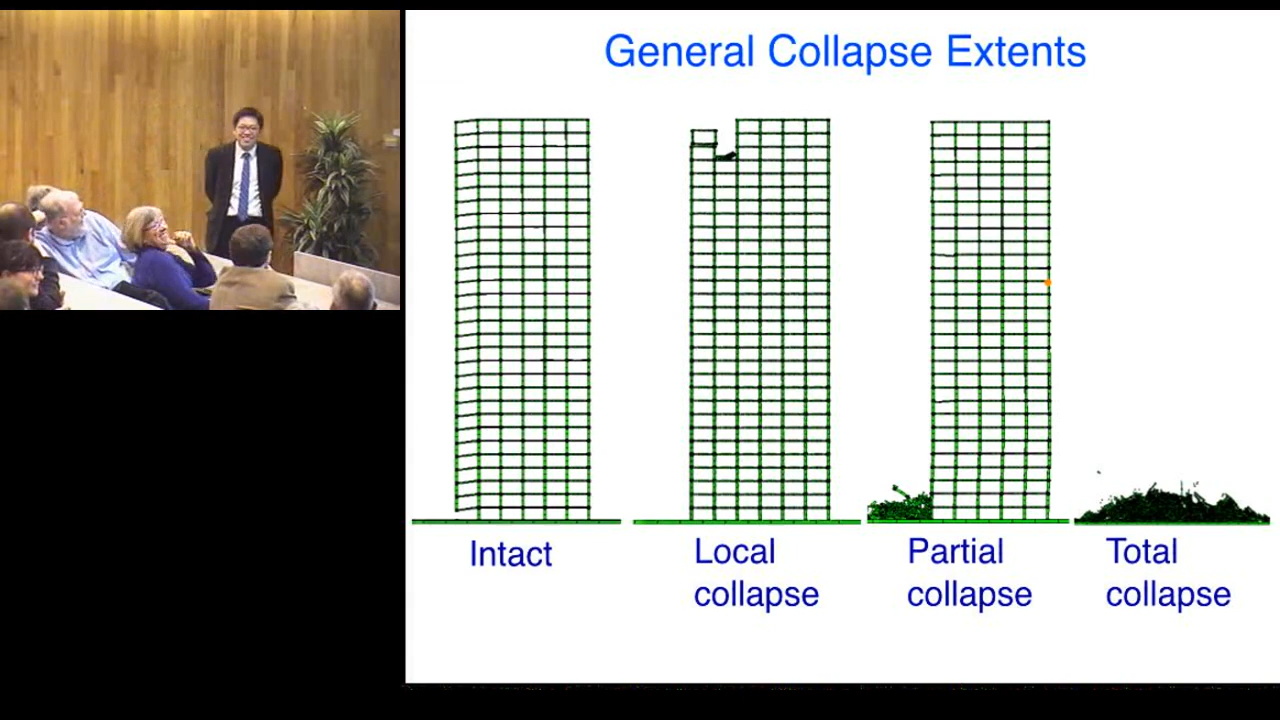 General Collapse Extents
Intact
Local
collapse
Partial
collapse
Total
collapse